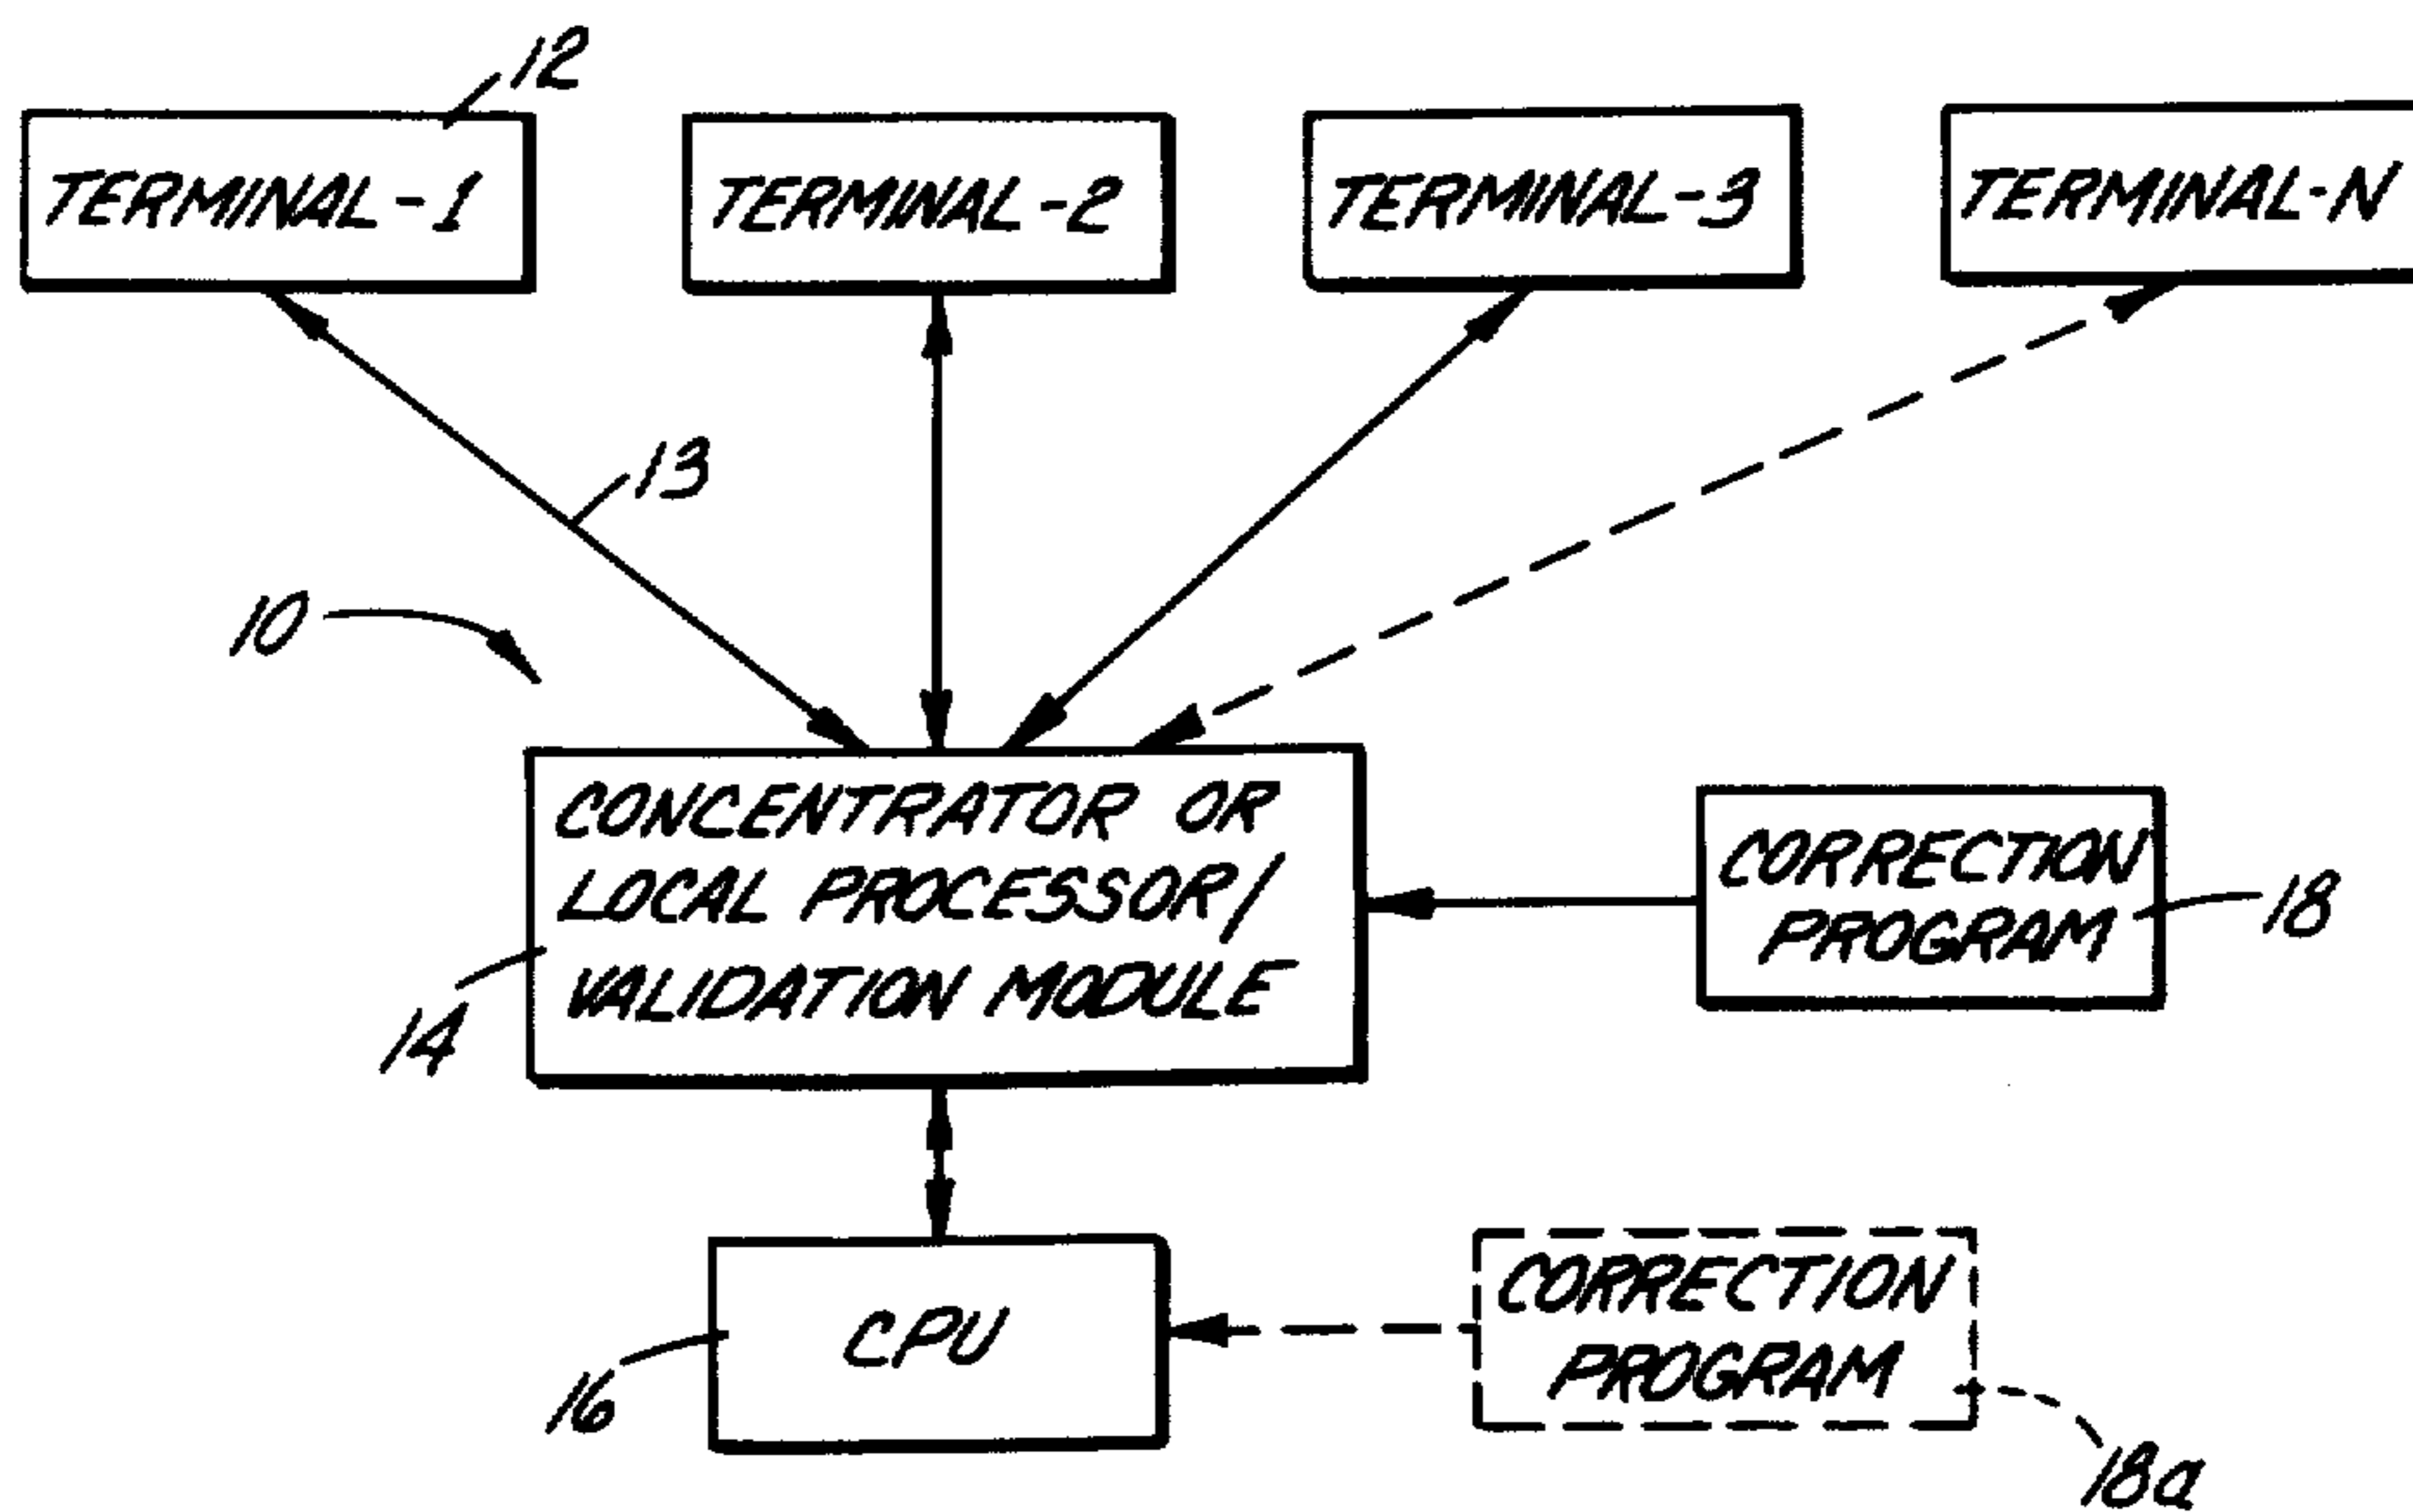 12
TERMINAL-1
TERMINAL-2
TERMINAL-3
TERMINAL-N
13
10
CONCENTRATOR OR
LOCAL PROCESSOR/
VALIDATION MODULE
14
CORRECTION
PROGRAM
18
CPU
16
CORRECTION
PROGRAM
18a